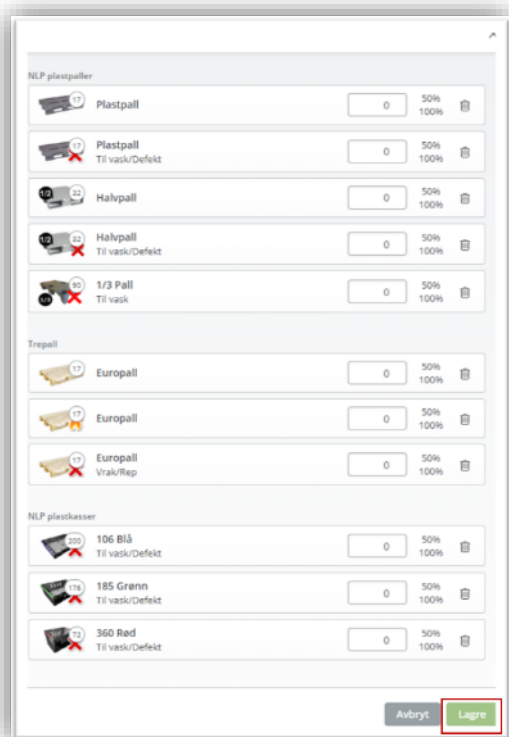 NLP plastpaller
17
Plastpall
0
50%
100%
17
Plastpall
Til vask/Defekt
0
50%
100%
1/2
32
Halvpall
0
50%
100%
1/2
32
Halvpall
Til vask/Defekt
0
50%
100%
90
1/3
1/3 Pall
Til vask
0
50%
100%
Trepall
17
Europall
0
50%
100%
17
Europall
0
50%
100%
17
Europall
Vrak/Rep
0
50%
100%
NLP plastkasser
200
106 Blå
Til vask/Defekt
0
50%
100%
176
185 Grønn
Til vask/Defekt
0
50%
100%
72
360 Rød
Til vask/Defekt
0
50%
100%
Avbryt
Lagre